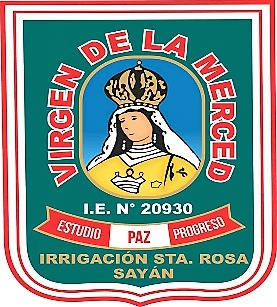 VIRGEN DE LA MERCED
I.E. N° 20930
ESTUDIO PAZ PROGRESO
IRRIGACIÓN STA. ROSA
SAYÁN